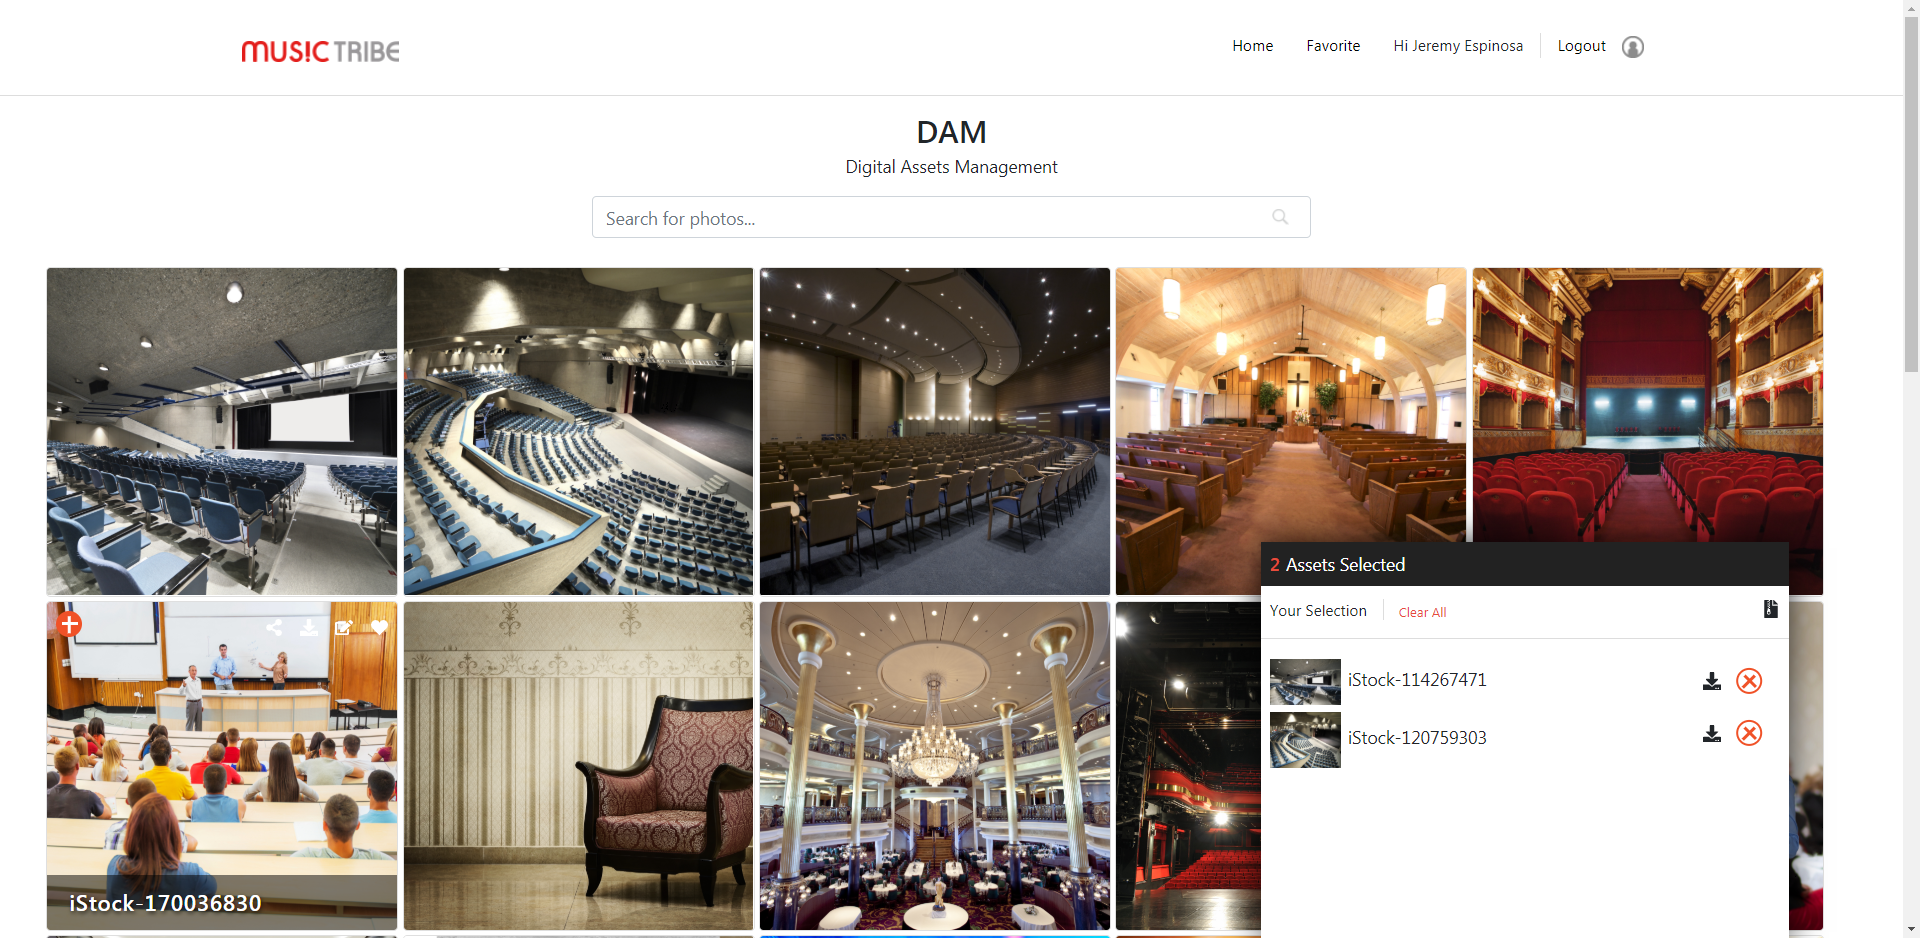 MUSIC TRIBE
Home
Favorite
Hi Jeremy Espinosa
Logout
DAM
Digital Assets Management
Search for photos...
2 Assets Selected
Your Selection
Clear All
iStock-114267471
iStock-120759303
iStock-170036830